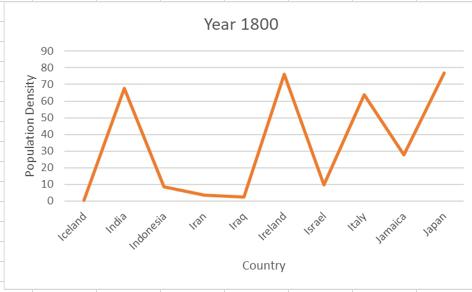 Year 1800
Population Density
90
80
70
60
50
40
30
20
10
0
Iceland
India
Indonesia
Iran
Iraq
Ireland
Israel
Italy
Jamaica
Japan
Country